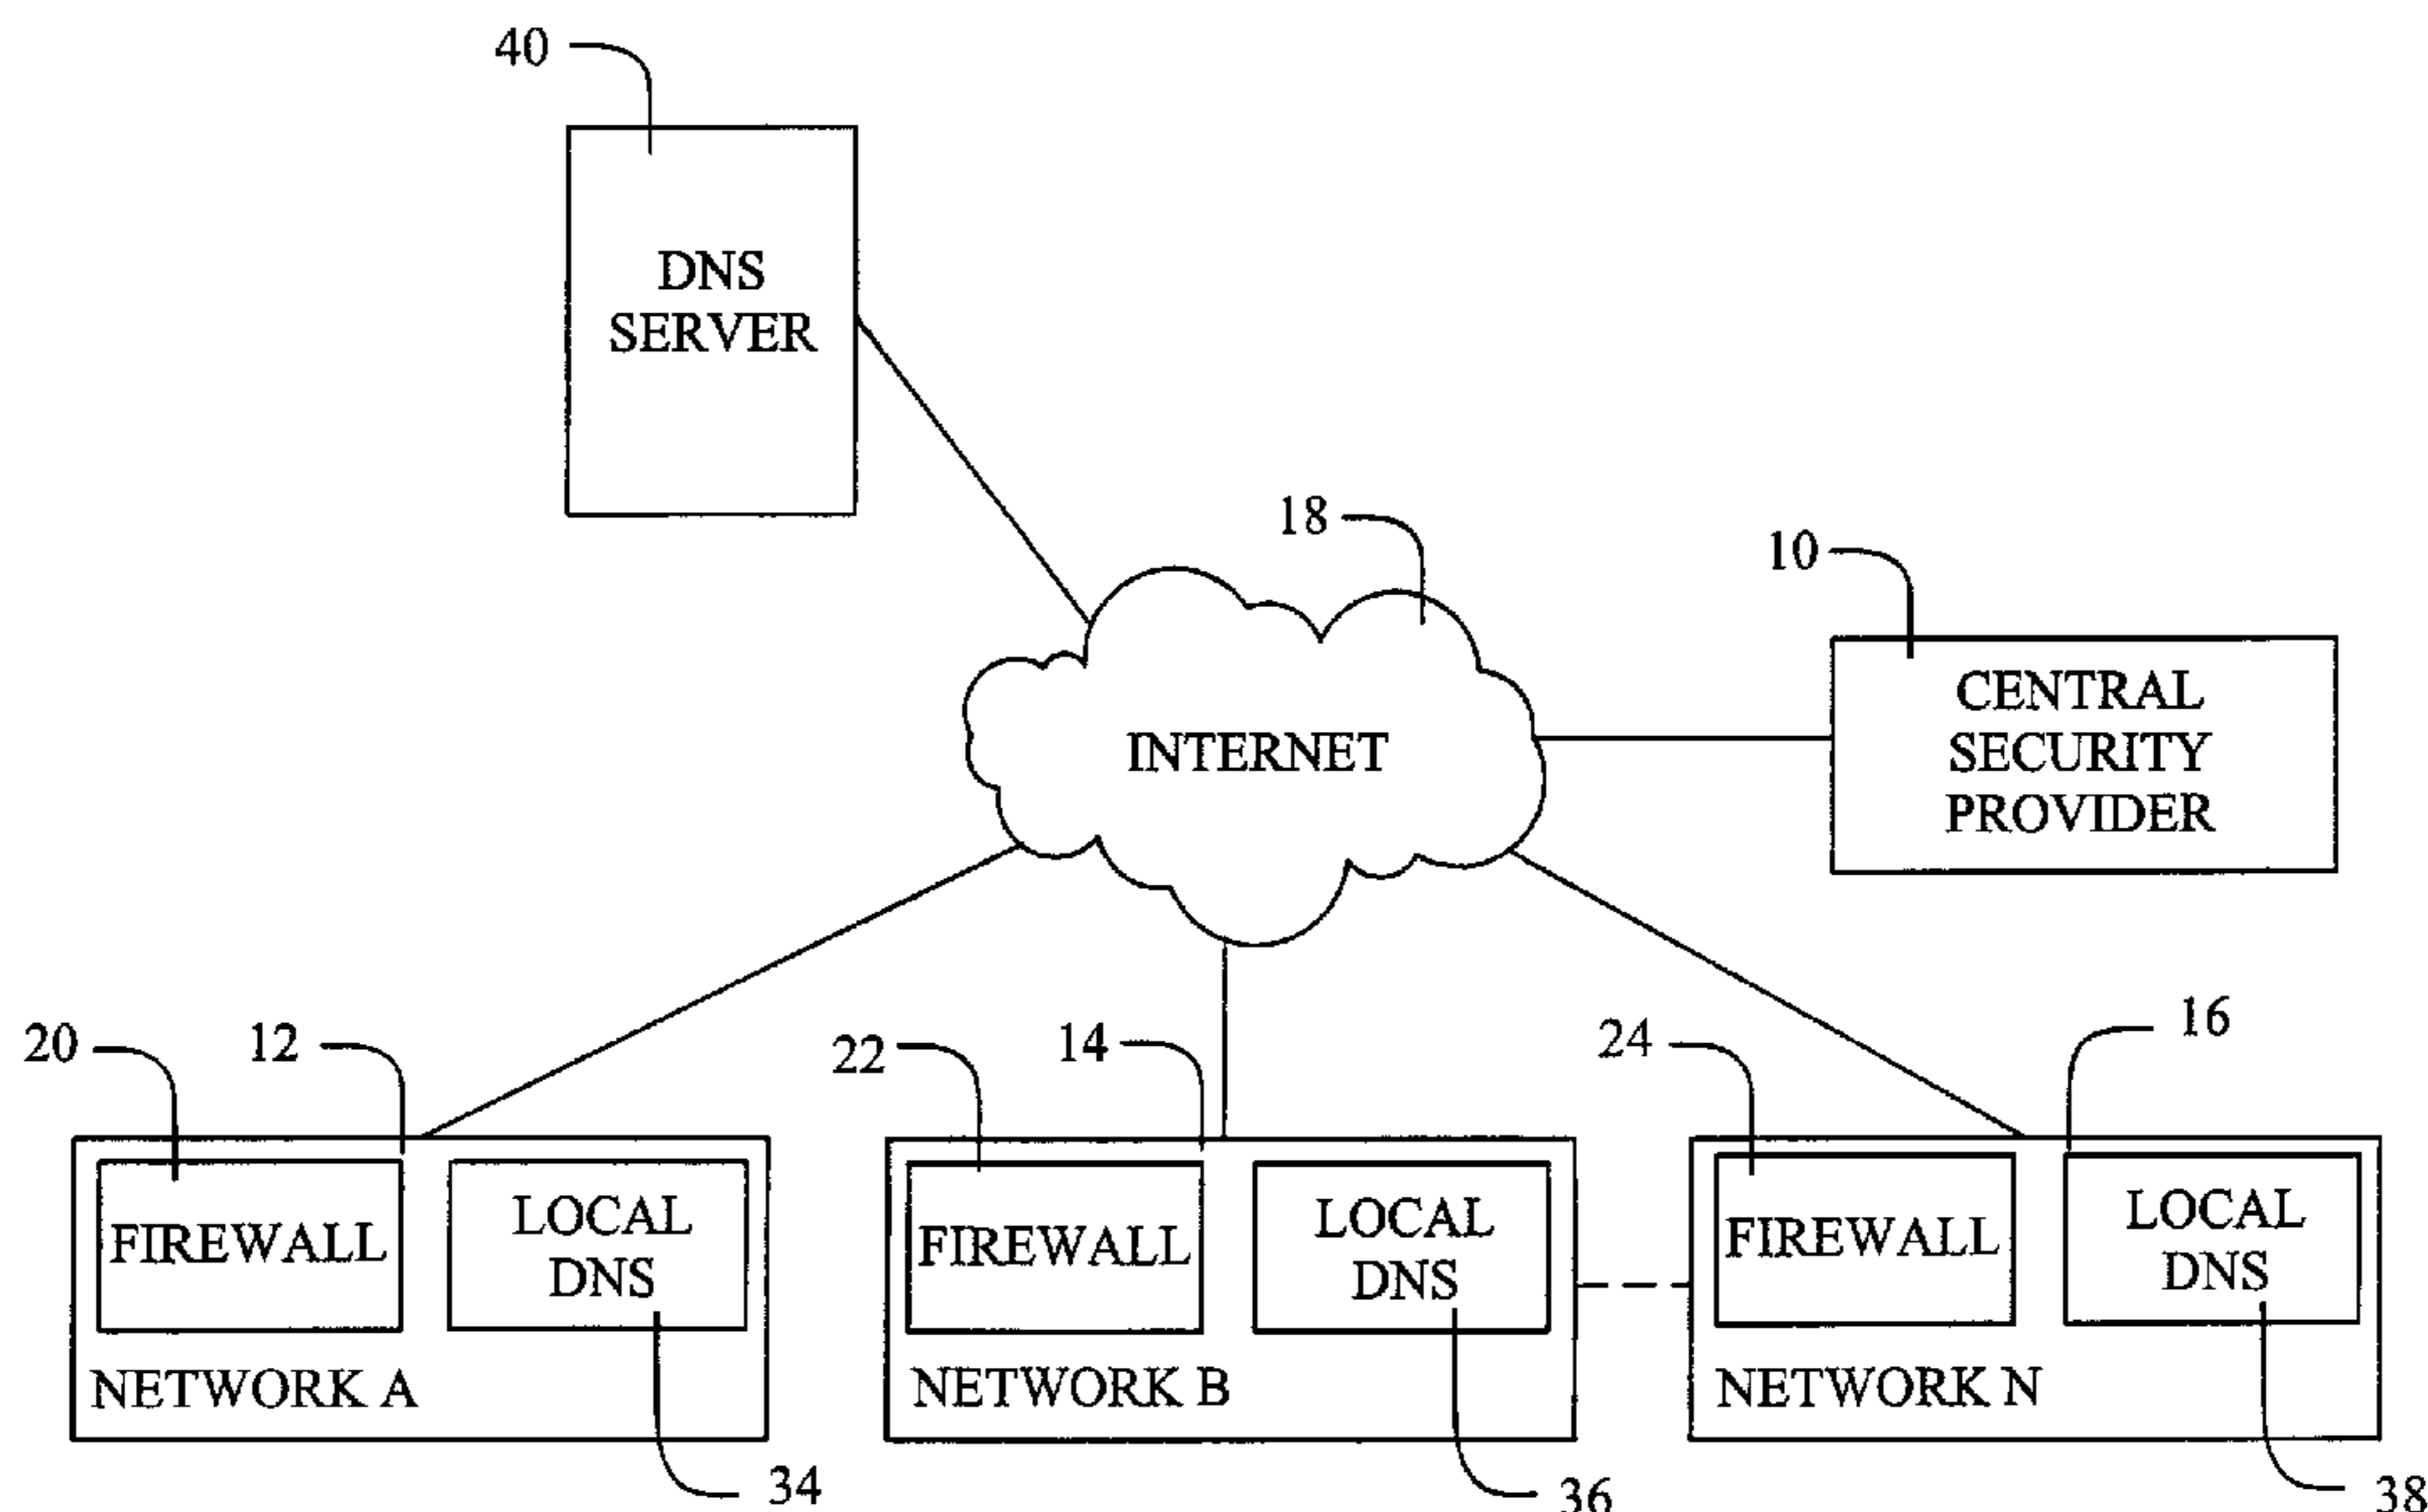 40
DNS
SERVER
18
10
INTERNET
CENTRAL
SECURITY
PROVIDER
20
12
22
14
24
16
FIREWALL
LOCAL
DNS
NETWORK A
34
FIREWALL
LOCAL
DNS
NETWORK B
36
FIREWALL
LOCAL
DNS
NETWORK N
38